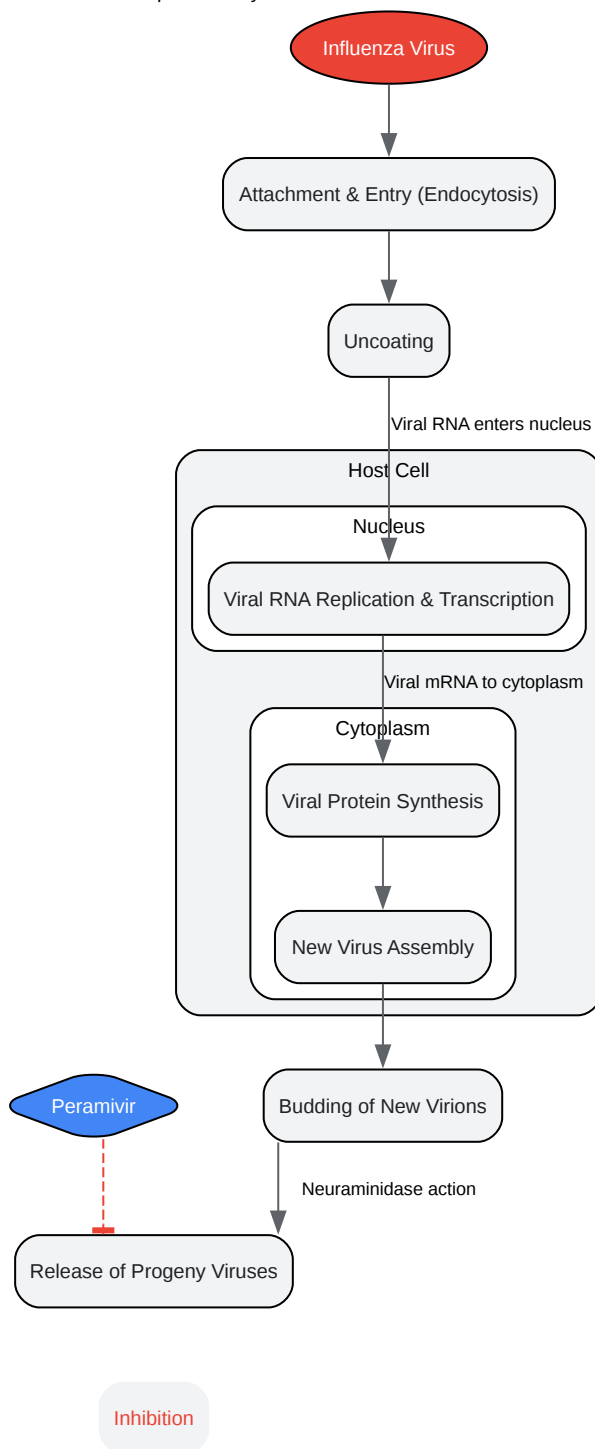 Influenza Virus
Attachment & Entry (Endocytosis)
Uncoating
Viral RNA enters nucleus
Host Cell
Nucleus
Viral RNA Replication & Transcription
Viral mRNA to cytoplasm
Cytoplasm
Viral Protein Synthesis
New Virus Assembly
Peramivir
Budding of New Virions
Neuraminidase action
Release of Progeny Viruses
Inhibition